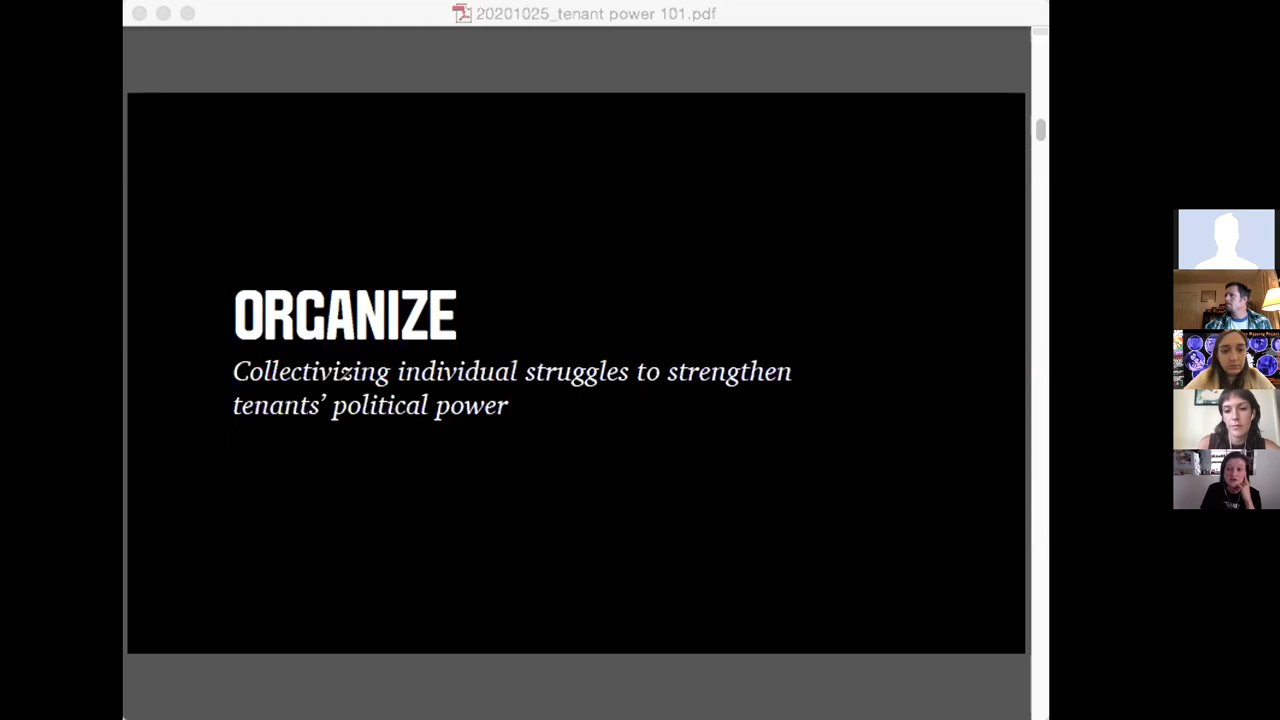 20201025_tenant power 101.pdf
ORGANIZE
Collectivizing individual struggles to strengthen
tenants’ political power